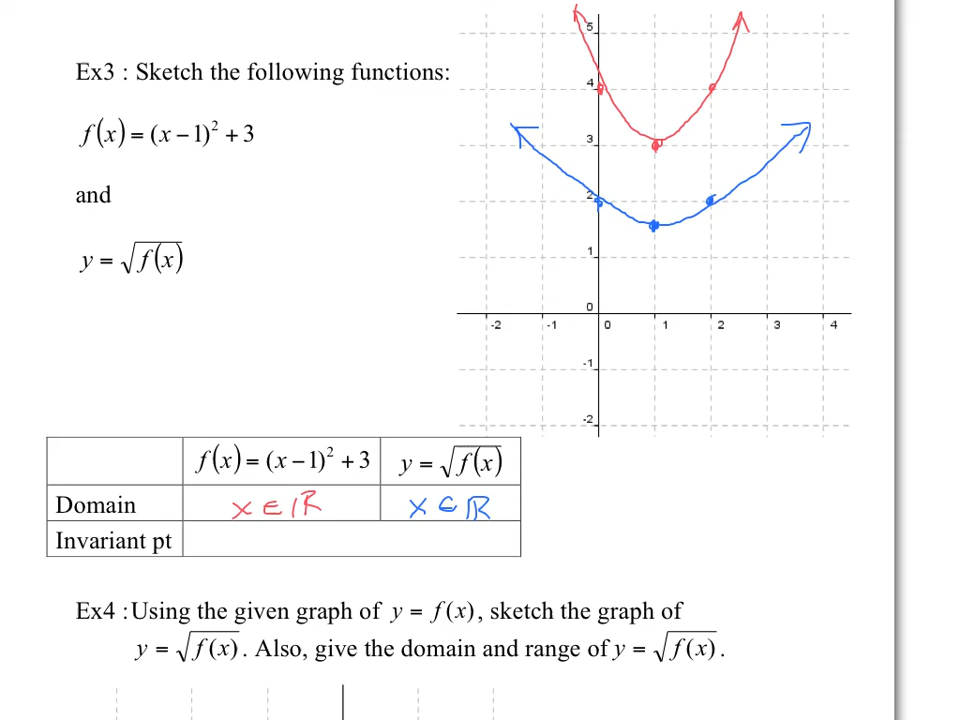 Ex3 : Sketch the following functions:
f(x) = (x − 1)² + 3
and
y = √f(x)
5
4
3
2
1
0
-2 -1 0 1 2 3 4
-1
-2
f(x) = (x − 1)² + 3 y = √f(x)
Domain x ∈ ℝ x ∈ ℝ
Invariant pt
Ex4 : Using the given graph of y = f(x), sketch the graph of
y = √f(x). Also, give the domain and range of y = √f(x).